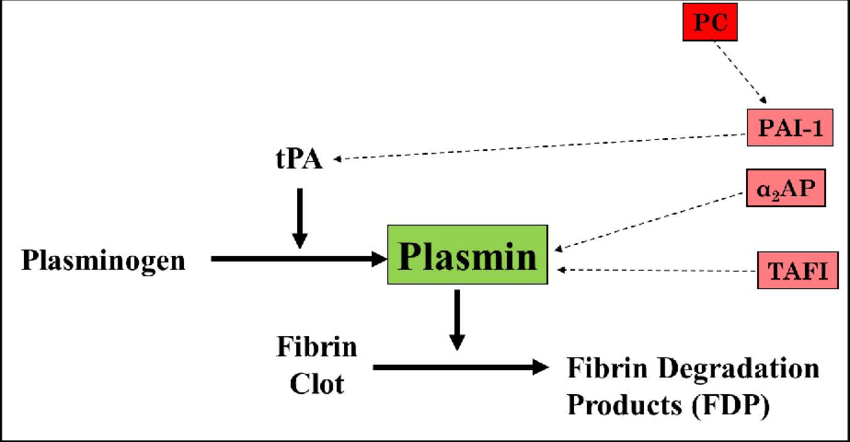 PC
PAI-1
tPA
α₂AP
Plasminogen
Plasmin
TAFI
Fibrin
Clot
Fibrin Degradation
Products (FDP)